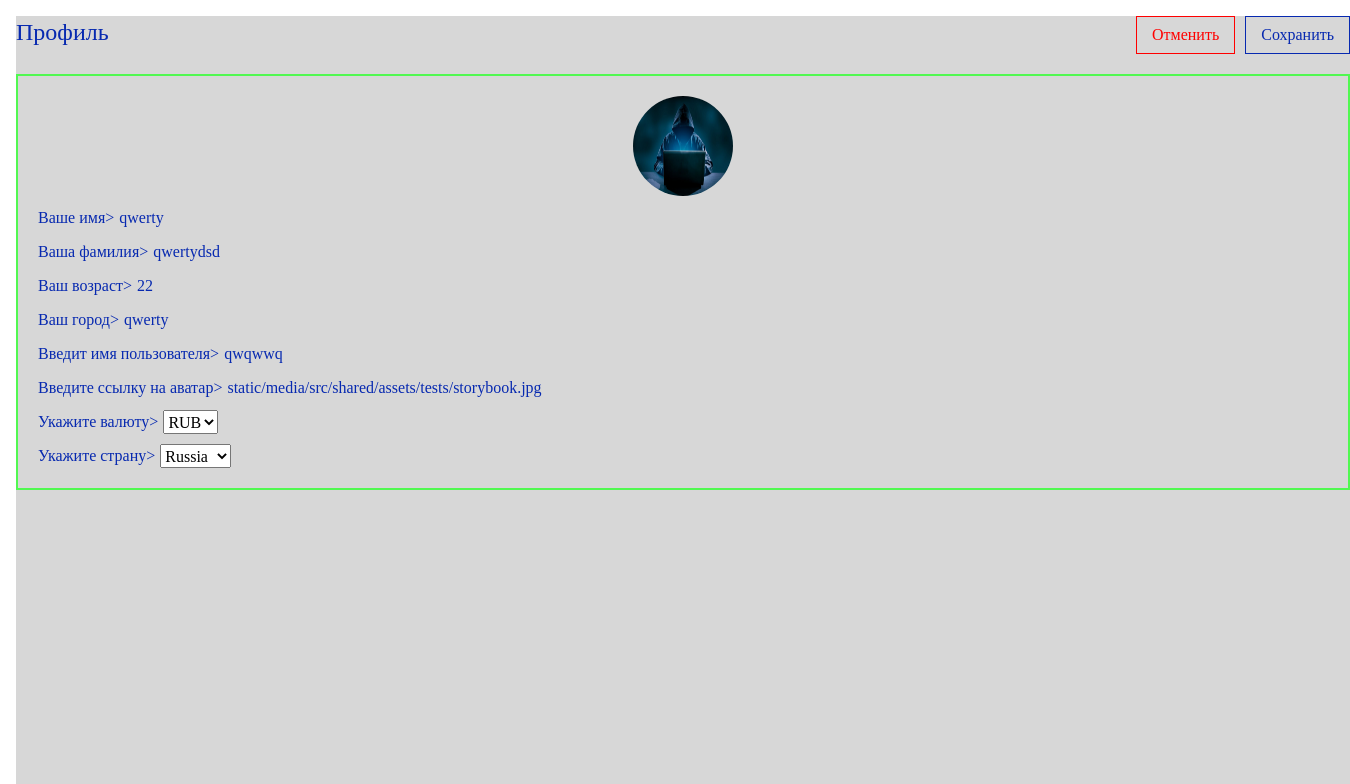 Профиль
Отменить
Сохранить
Ваше имя> qwerty
Ваша фамилия> qwertydsd
Ваш возраст> 22
Ваш город> qwerty
Введит имя пользователя> qwqwwq
Введите ссылку на аватар> static/media/src/shared/assets/tests/storybook.jpg
Укажите валюту> RUB
Укажите страну> Russia